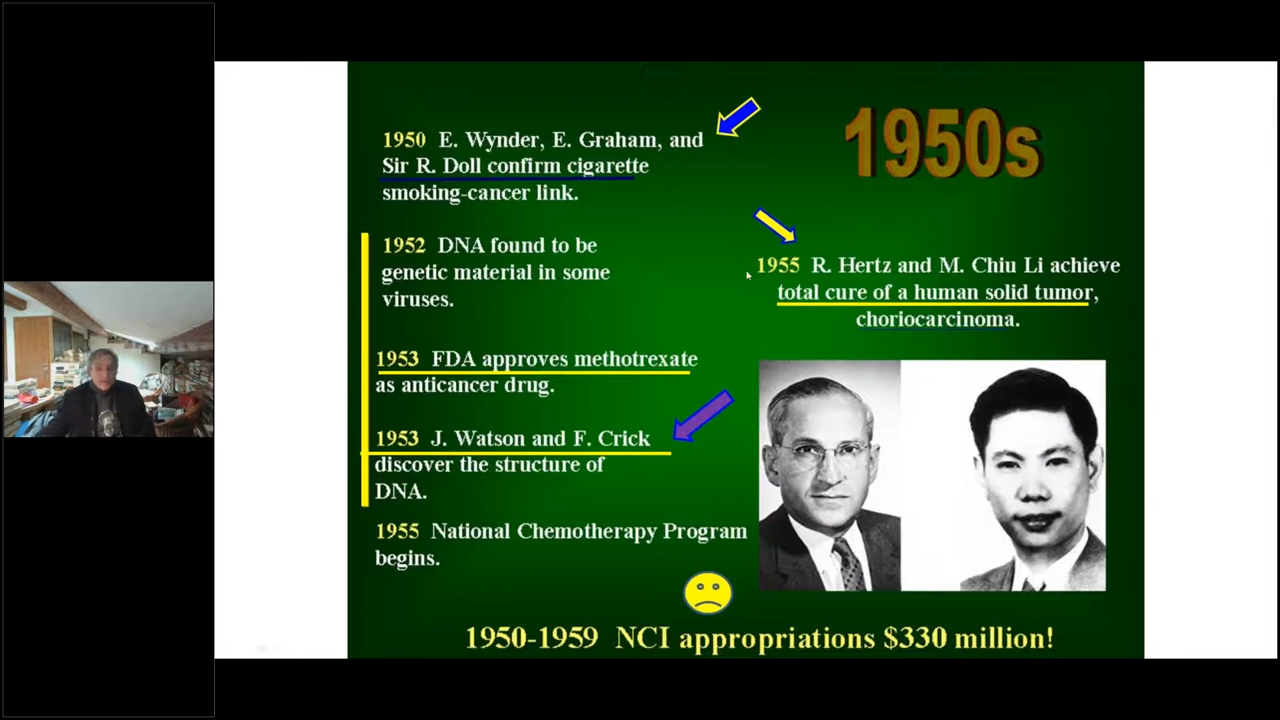 1950s
1950 E. Wynder, E. Graham, and
Sir R. Doll confirm cigarette
smoking-cancer link.
1952 DNA found to be
genetic material in some
viruses.
1953 FDA approves methotrexate
as anticancer drug.
1953 J. Watson and F. Crick
discover the structure of
DNA.
1955 National Chemotherapy Program
begins.
1955 R. Hertz and M. Chiu Li achieve
total cure of a human solid tumor,
choriocarcinoma.
1950-1959 NCI appropriations $330 million!